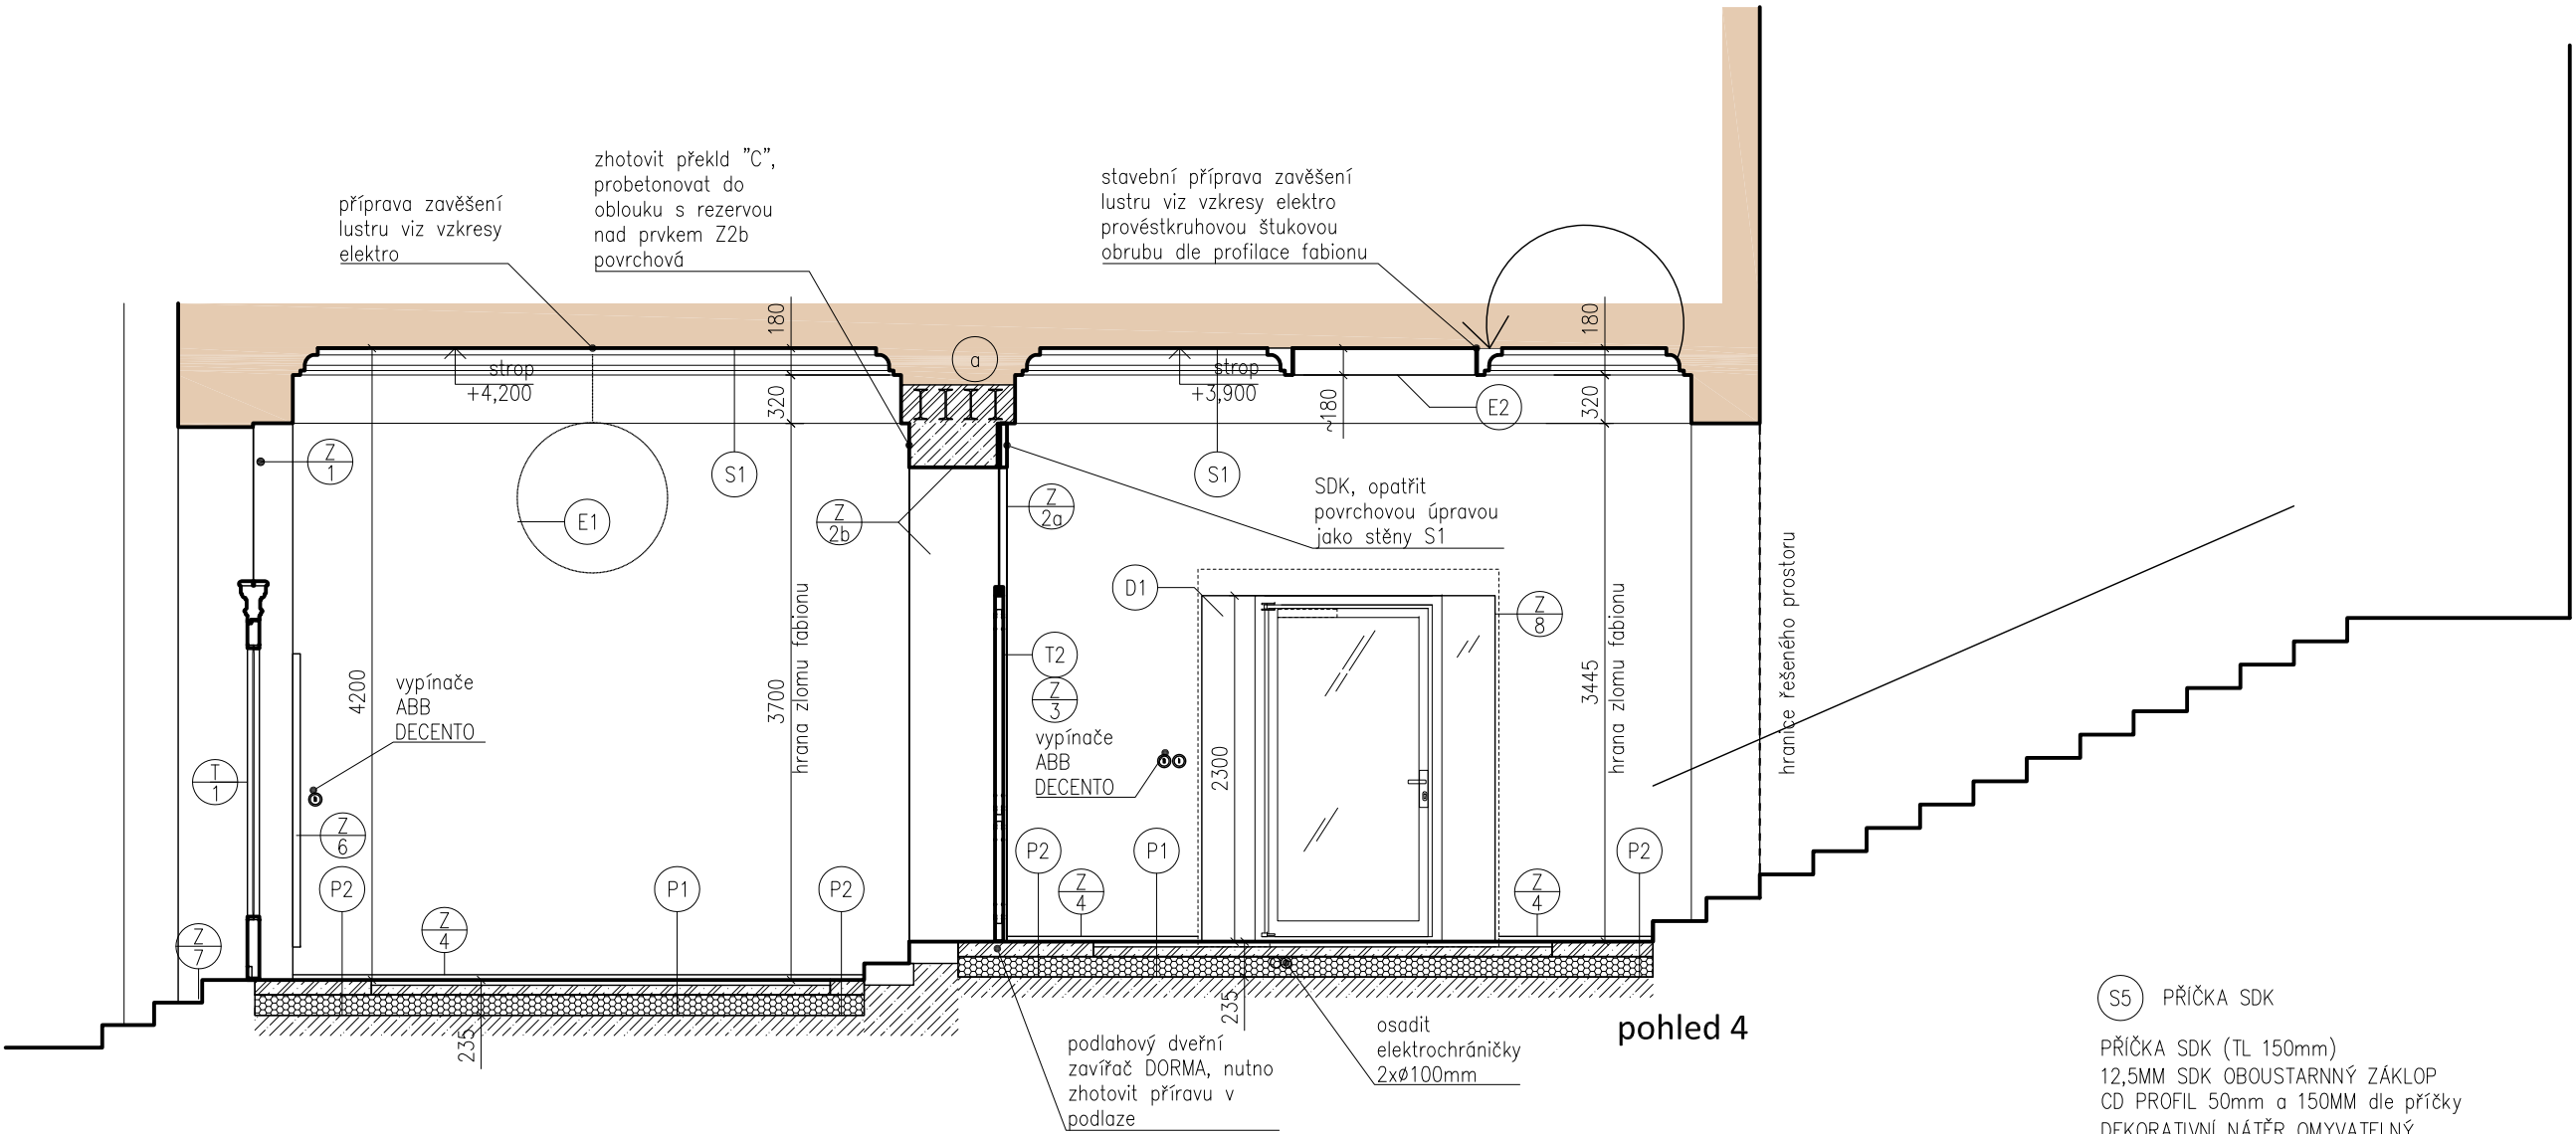 zhotovit překld "C",
probetonovat do
oblouku s rezervou
nad prvkem Z2b
povrchová
příprava zavěšení
lustru viz vzkresy
elektro
stavební příprava zavěšení
lustru viz vzkresy elektro
provéstkruhovou štukovou
obrubu dle profilace fabionu
180
180
a
strop
+4,200
strop
+3,900
320
~180
E2
320
Z
1
S1
S1
E1
Z
2b
Z
2a
SDK, opatřit
povrchovou úpravou
jako stěny S1
D1
Z
8
T2
Z
3
4200
3700
hrana zlomu fabionu
3445
hrana zlomu fabionu
hranice řešeného prostoru
vypínače
ABB
DECENTO
vypínače
ABB
DECENTO
2300
T
1
Z
6
P2
P1
P2
P2
P1
P2
Z
4
Z
4
Z
4
Z
7
235
235
podlahový dveřní
zavířač DORMA, nutno
zhotovit příravu v
podlaze
osadit
elektrochráničky
2xø100mm
pohled 4
S5 PŘÍČKA SDK
PŘÍČKA SDK (TL 150mm)
12,5MM SDK OBOUSTARNNÝ ZÁKLOP
CD PROFIL 50mm a 150MM dle příčky
DEKORATIVNÍ NÁTĚR OMYVATELNÝ